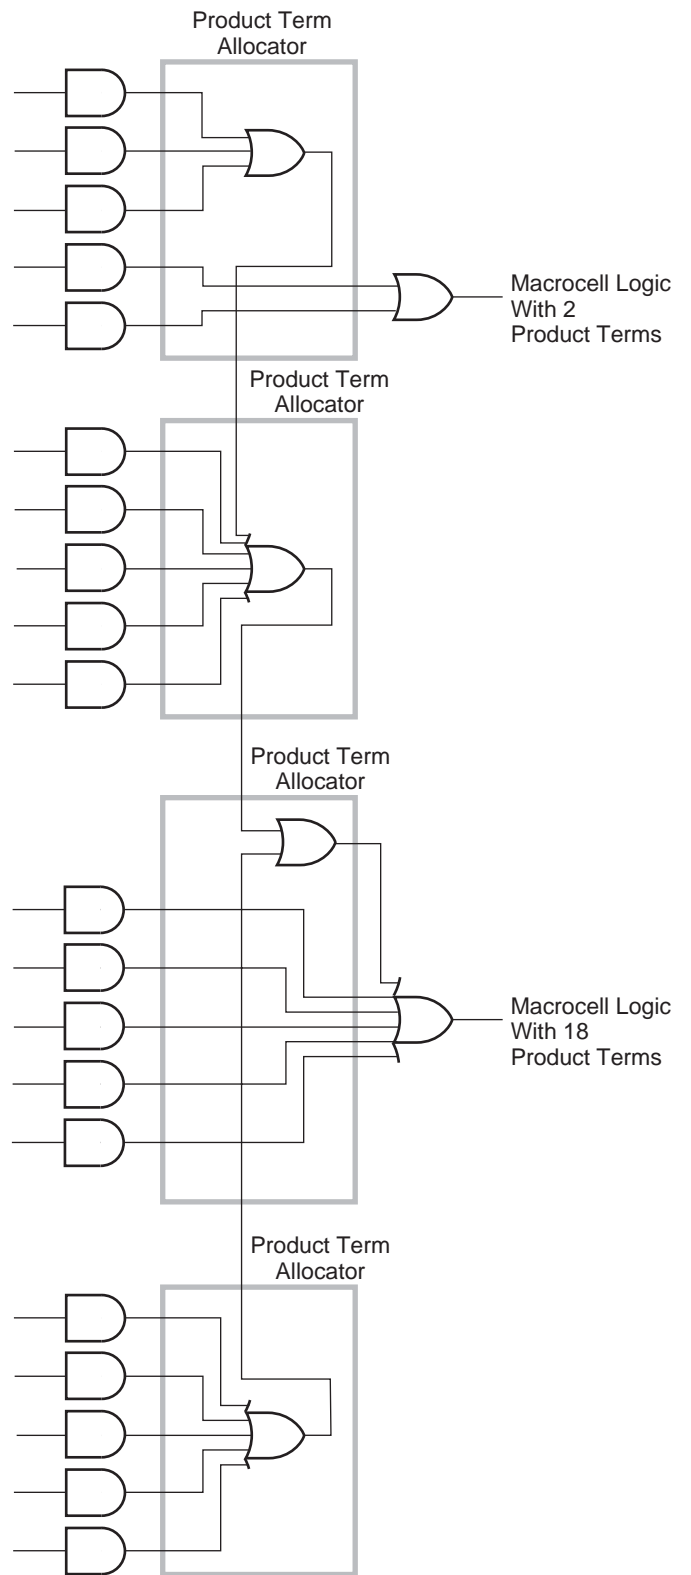 Product Term
Allocator
Macrocell Logic
With 2
Product Terms
Product Term
Allocator
Product Term
Allocator
Macrocell Logic
With 18
Product Terms
Product Term
Allocator